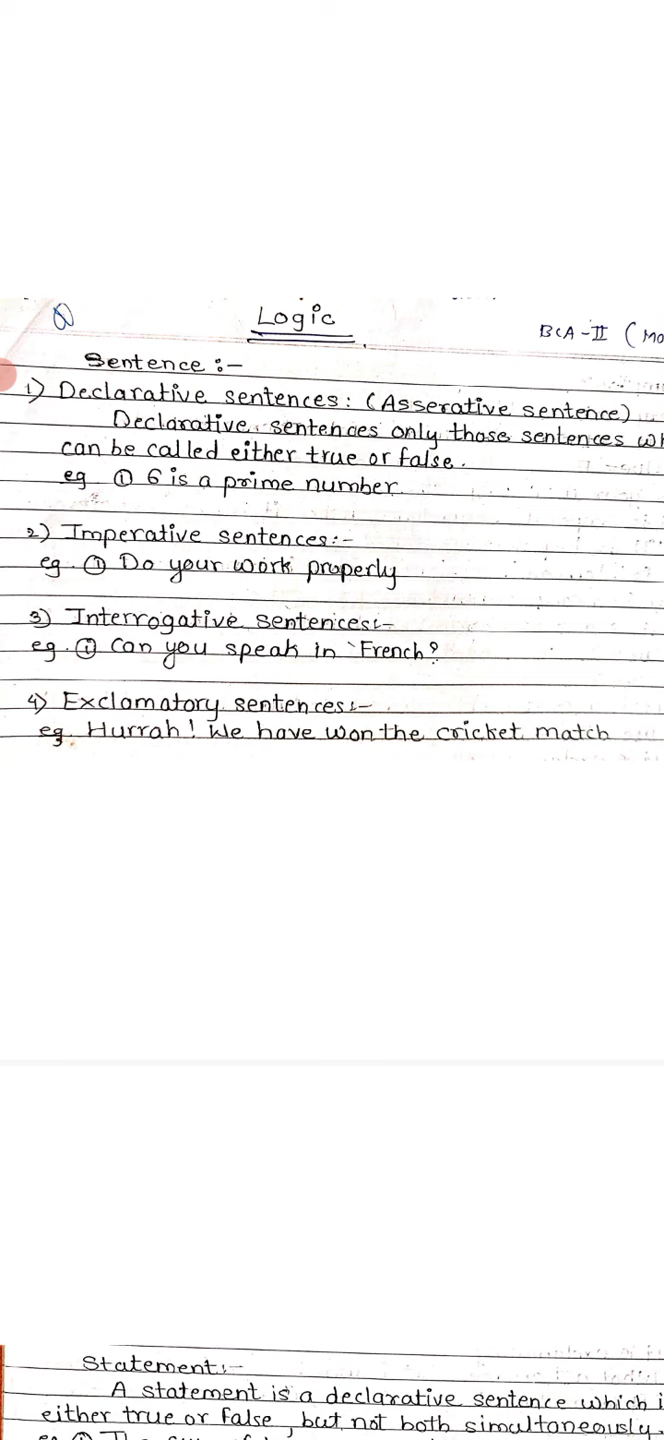 Logic
BCA-II (Mo
Sentence :-
1) Declarative sentences: (Asserative sentence)
Declarative sentences only those sentences wh
can be called either true or false.
eg ① 6 is a prime number.
2) Imperative sentences:-
eg. ① Do your work properly
3) Interrogative sentences:-
eg. ① Can you speak in French?
4) Exclamatory sentences:-
eg. Hurrah! We have won the cricket match
Statement:-
A statement is a declarative sentence which i
either true or false, but not both simultaneously.